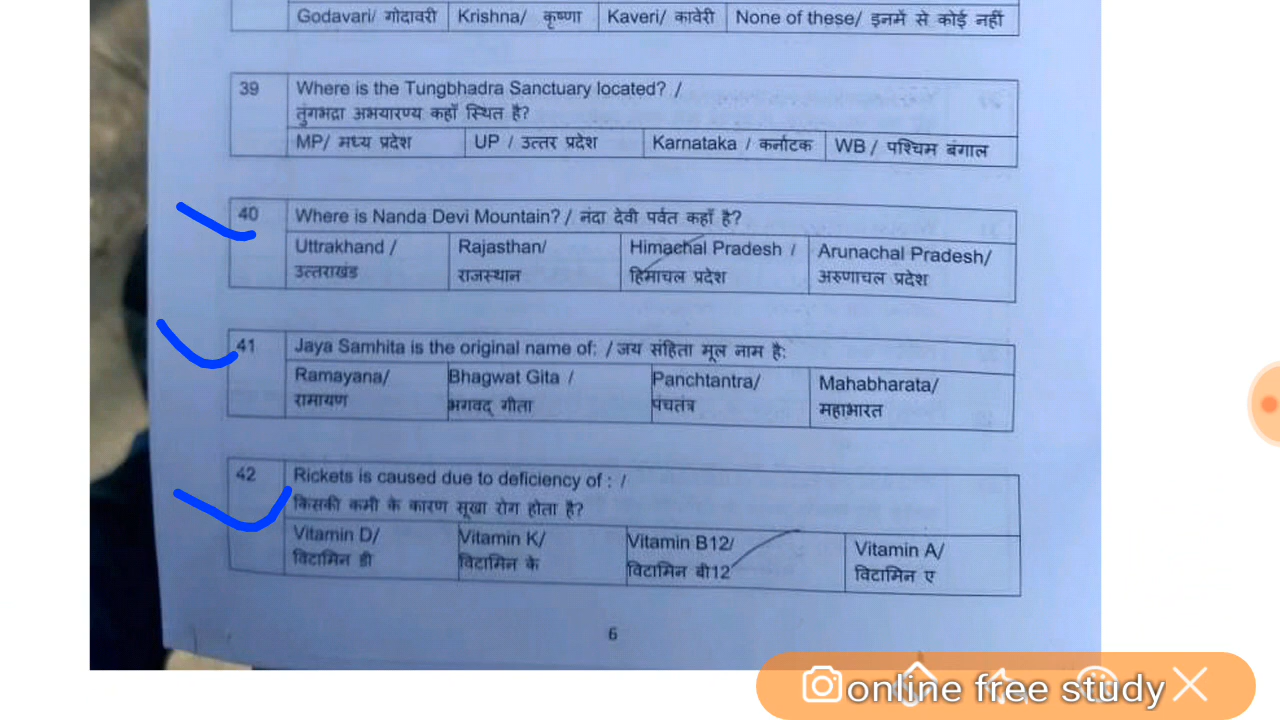 Godavari/ गोदावरी Krishna/ कृष्णा Kaveri/ कावेरी None of these/ इनमें से कोई नहीं
39 Where is the Tungbhadra Sanctuary located? /
तुंगभद्रा अभयारण्य कहाँ स्थित है?
MP/ मध्य प्रदेश UP / उत्तर प्रदेश Karnataka / कर्नाटक WB / पश्चिम बंगाल
40 Where is Nanda Devi Mountain? / नंदा देवी पर्वत कहाँ है?
Uttrakhand / Rajasthan/ Himachal Pradesh / Arunachal Pradesh/
उत्तराखंड राजस्थान हिमाचल प्रदेश अरुणाचल प्रदेश
41 Jaya Samhita is the original name of: / जय संहिता मूल नाम है:
Ramayana/ Bhagwat Gita / Panchtantra/ Mahabharata/
रामायण भगवद् गीता पंचतंत्र महाभारत
42 Rickets is caused due to deficiency of : /
किसकी कमी के कारण सूखा रोग होता है?
Vitamin D/ Vitamin K/ Vitamin B12/ Vitamin A/
विटामिन डी विटामिन के विटामिन बी12 विटामिन ए
6
online free study